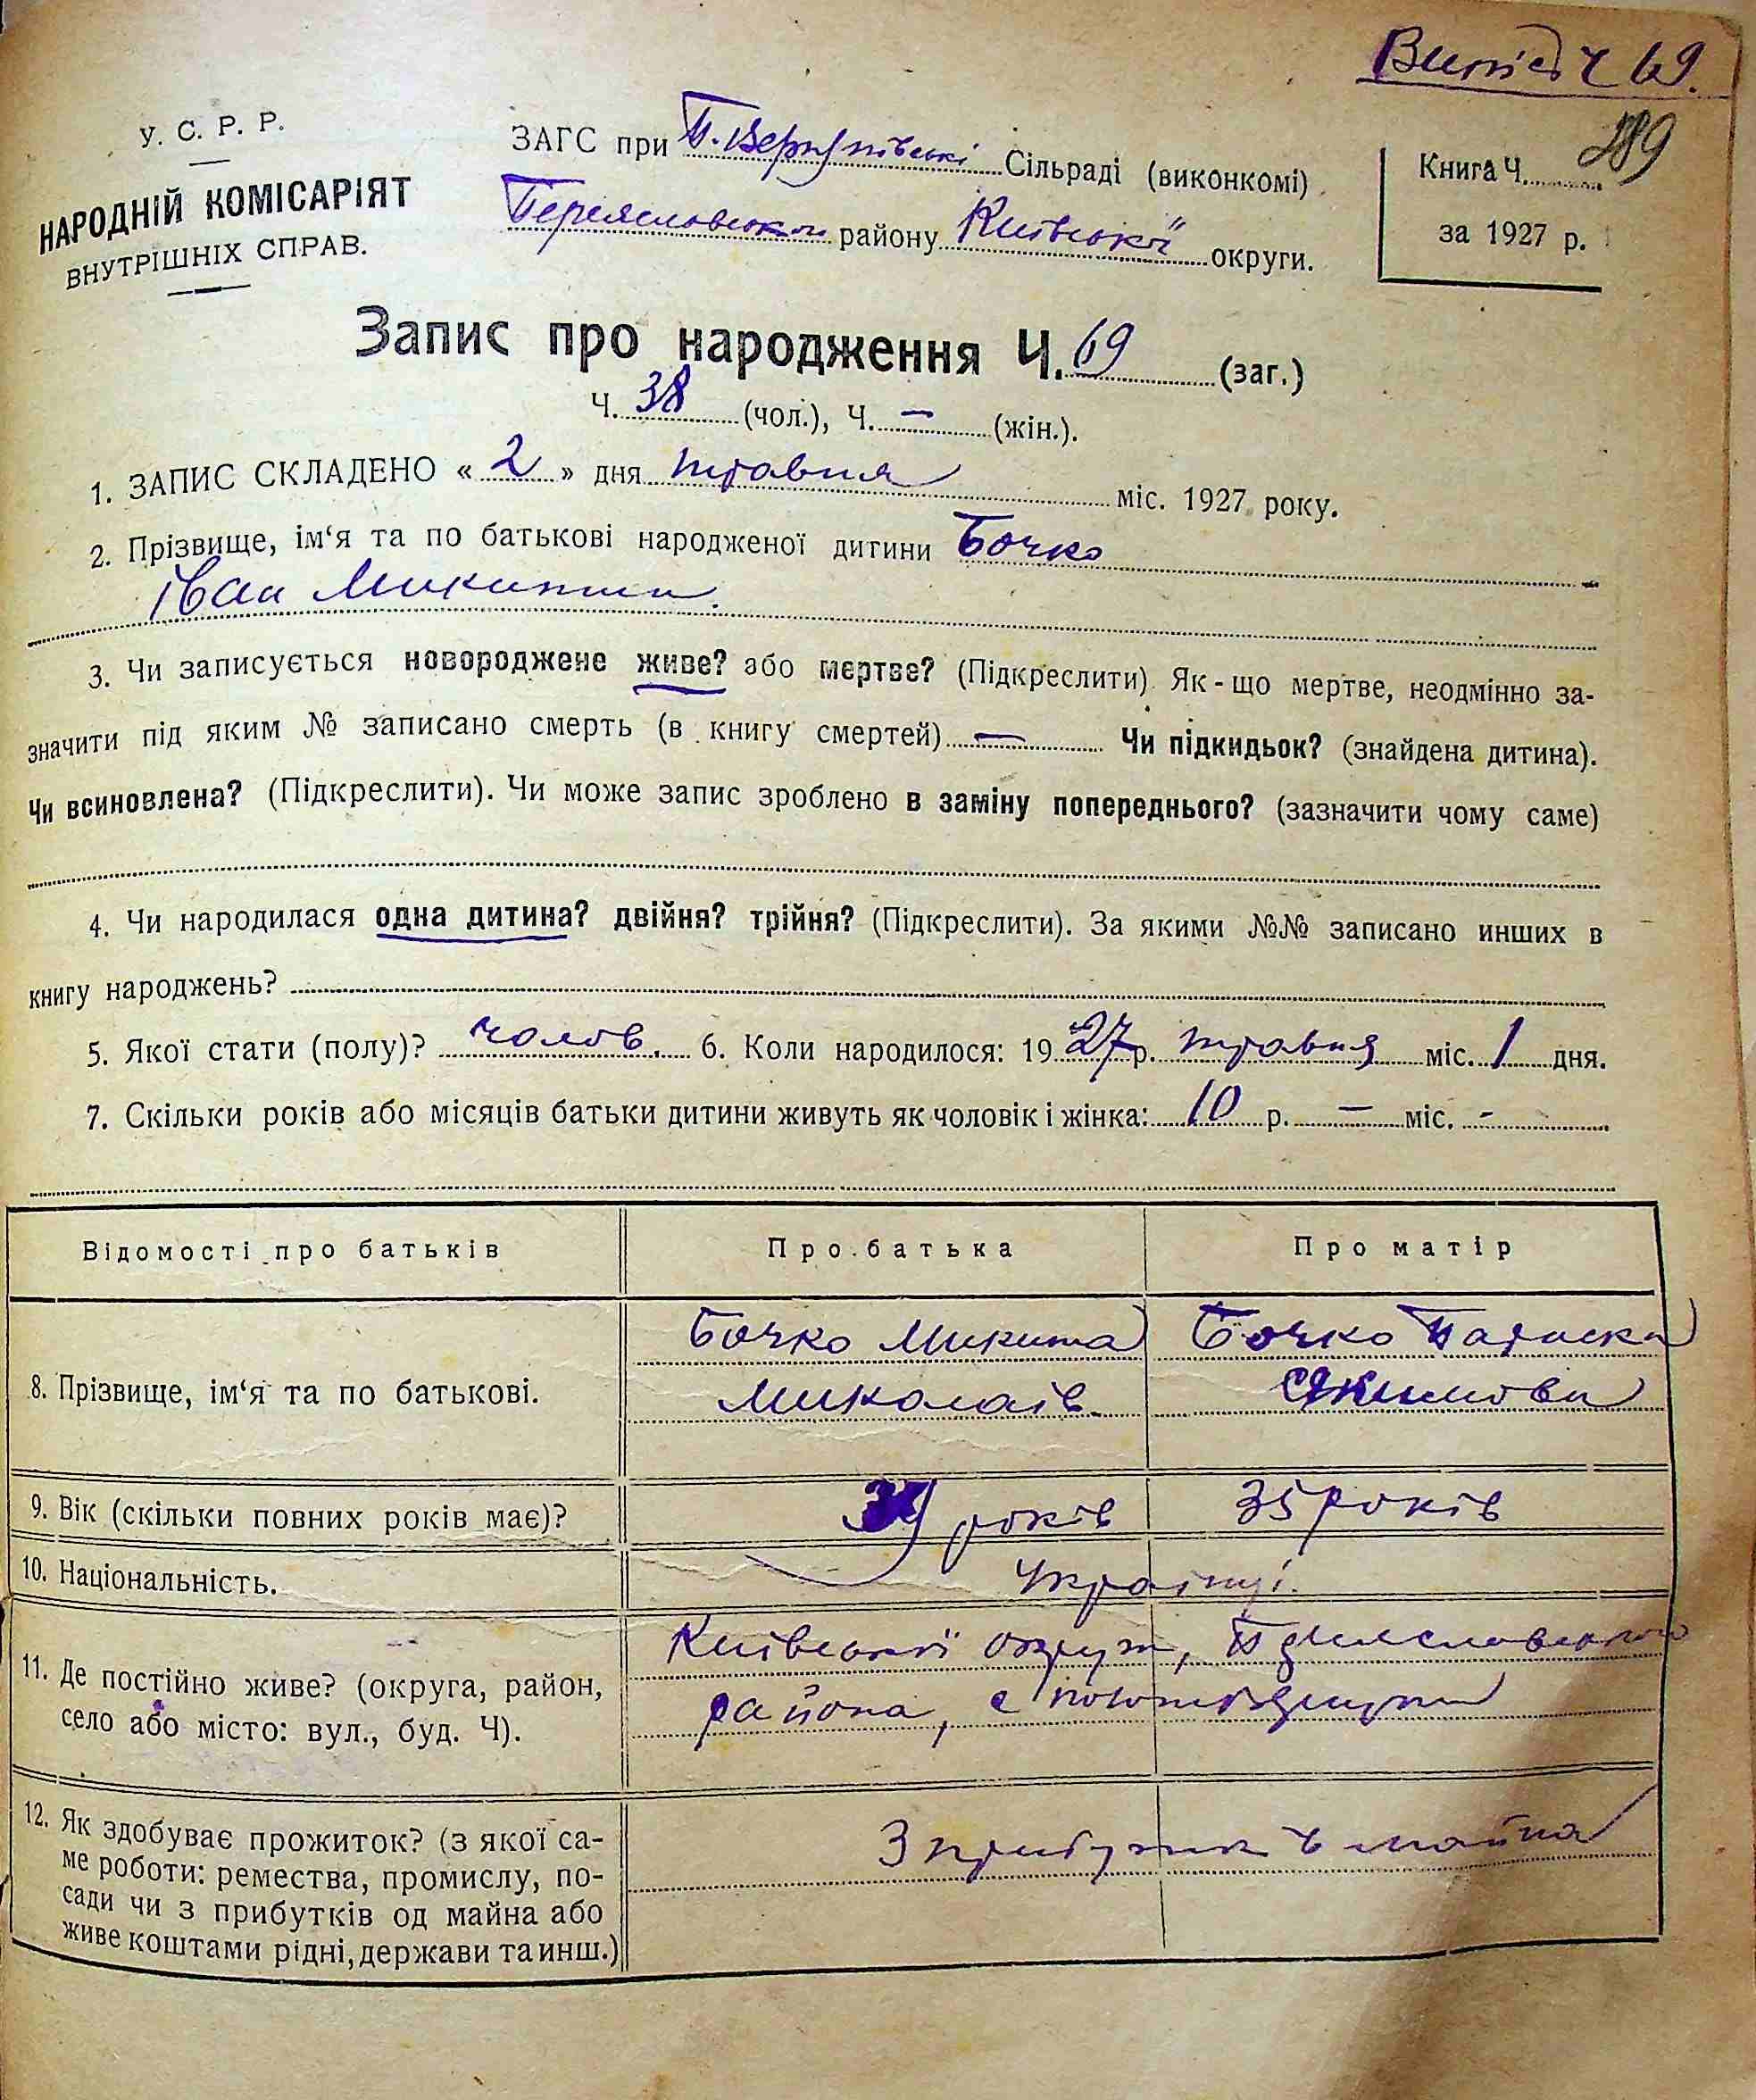 69.
У. С. Р. Р.
НАРОДНІЙ КОМІСАРІЯТ
ВНУТРІШНІХ СПРАВ.
ЗАГС при Сільраді (виконкомі)
Переяславськом району Київської округи.
Книга Ч. 289
за 1927 р.
Запис про народження Ч. 69 (заг.)
Ч. 38 (чол.), Ч. — (жін.).
1. ЗАПИС СКЛАДЕНО « 2 » дня травня міс. 1927 року.
2. Прізвище, ім‘я та по батькові народженої дитини Бочко
Іван Микитин.
3. Чи записується новороджене живе? або мертве? (Підкреслити). Як-що мертве, неодмінно за-
значити під яким № записано смерть (в книгу смертей) — Чи підкидьок? (знайдена дитина).
Чи всиновлена? (Підкреслити). Чи може запис зроблено в заміну попереднього? (зазначити чому саме)
4. Чи народилася одна дитина? двійня? трійня? (Підкреслити). За якими №№ записано инших в
книгу народжень?
5. Якої стати (полу)? чолов. 6. Коли народилося: 1927 р. травня міс. 1 дня.
7. Скільки років або місяців батьки дитини живуть як чоловік і жінка: 10 р. — міс. -
Відомості про батьків Про батька Про матір
8. Прізвище, ім‘я та по батькові.
Бочко Микита Бочко Параска
Миколаїв. Якимова
9. Вік (скільки повних років має)? років 35 років
10. Національність. Українці.
11. Де постійно живе? (округа, район,
село або місто: вул., буд. Ч).
Київської округи, Переяславського
района, с
12. Як здобуває прожиток? (з якої са-
ме роботи: ремества, промислу, по-
сади чи з прибутків од майна або
живе коштами рідні, держави та инш.)
З прибутків майна